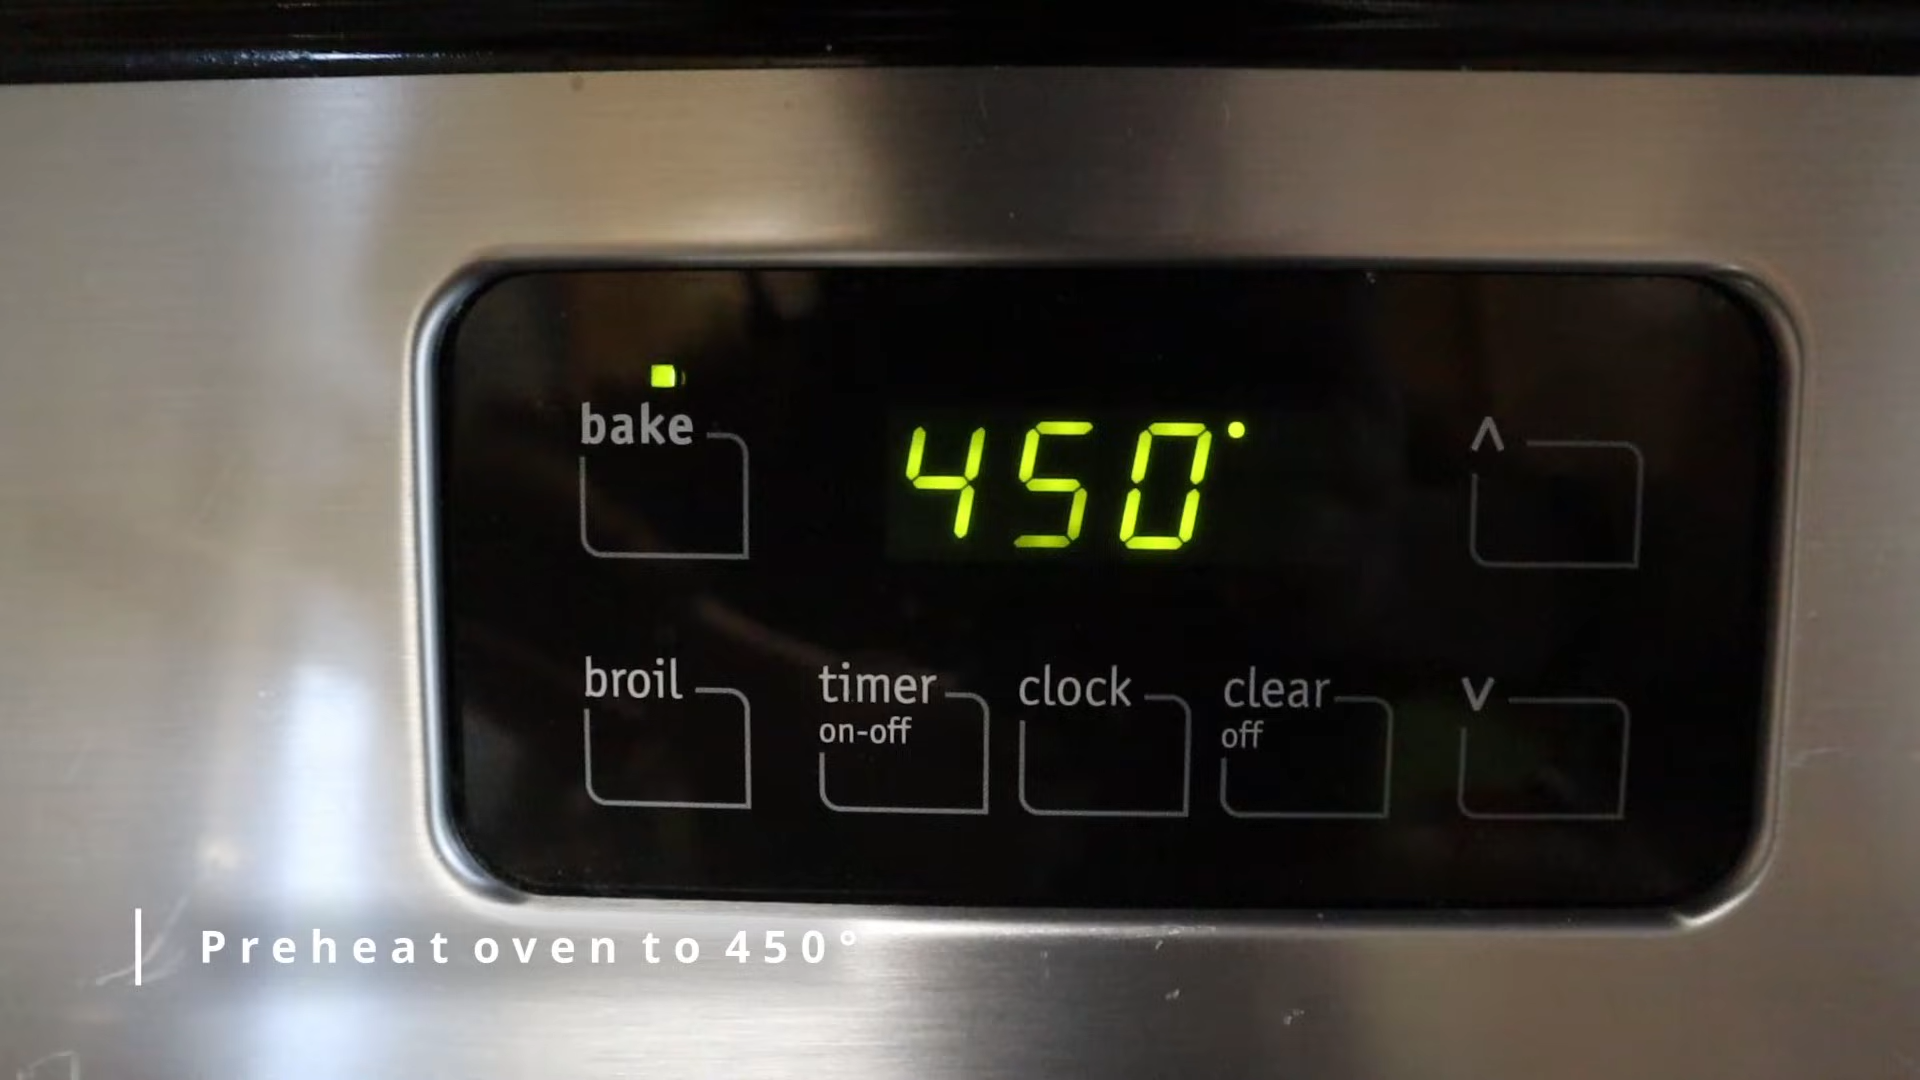 bake
450°
^
broil
timer
on-off
clock
clear
off
v
Preheat oven to 450°